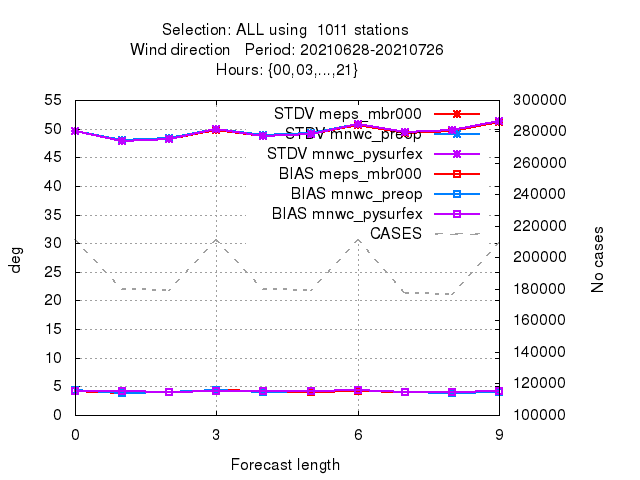 Selection: ALL using  1011 stations
Wind direction   Period: 20210628-20210726
Hours: {00,03,...,21}
55 300000
STDV meps_mbr000
50 280000
STDV mnwc_preop
45 260000
STDV mnwc_pysurfex
40 240000
BIAS meps_mbr000
BIAS mnwc_preop
35 220000
BIAS mnwc_pysurfex
CASES
30 200000
deg
No cases
25 180000
20 160000
15 140000
10 120000
5 100000
0
0 3 6 9
Forecast length